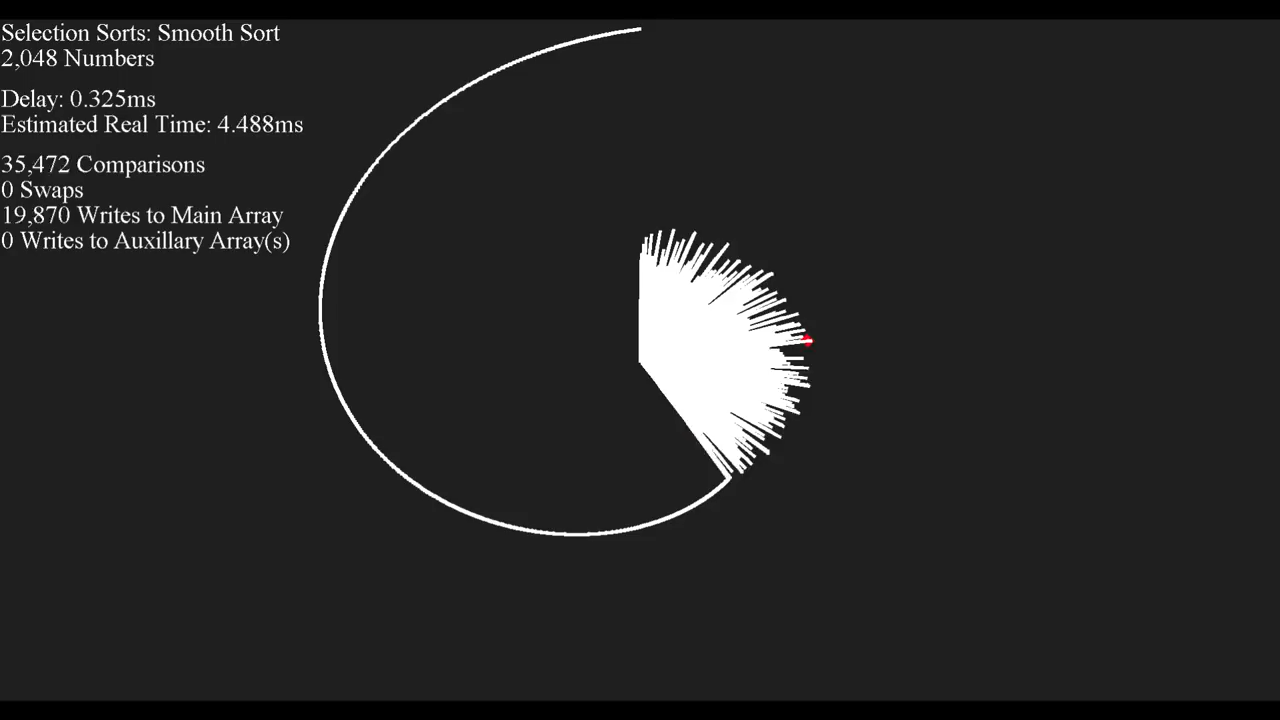 Selection Sorts: Smooth Sort
2,048 Numbers
Delay: 0.325ms
Estimated Real Time: 4.488ms
35,472 Comparisons
0 Swaps
19,870 Writes to Main Array
0 Writes to Auxillary Array(s)